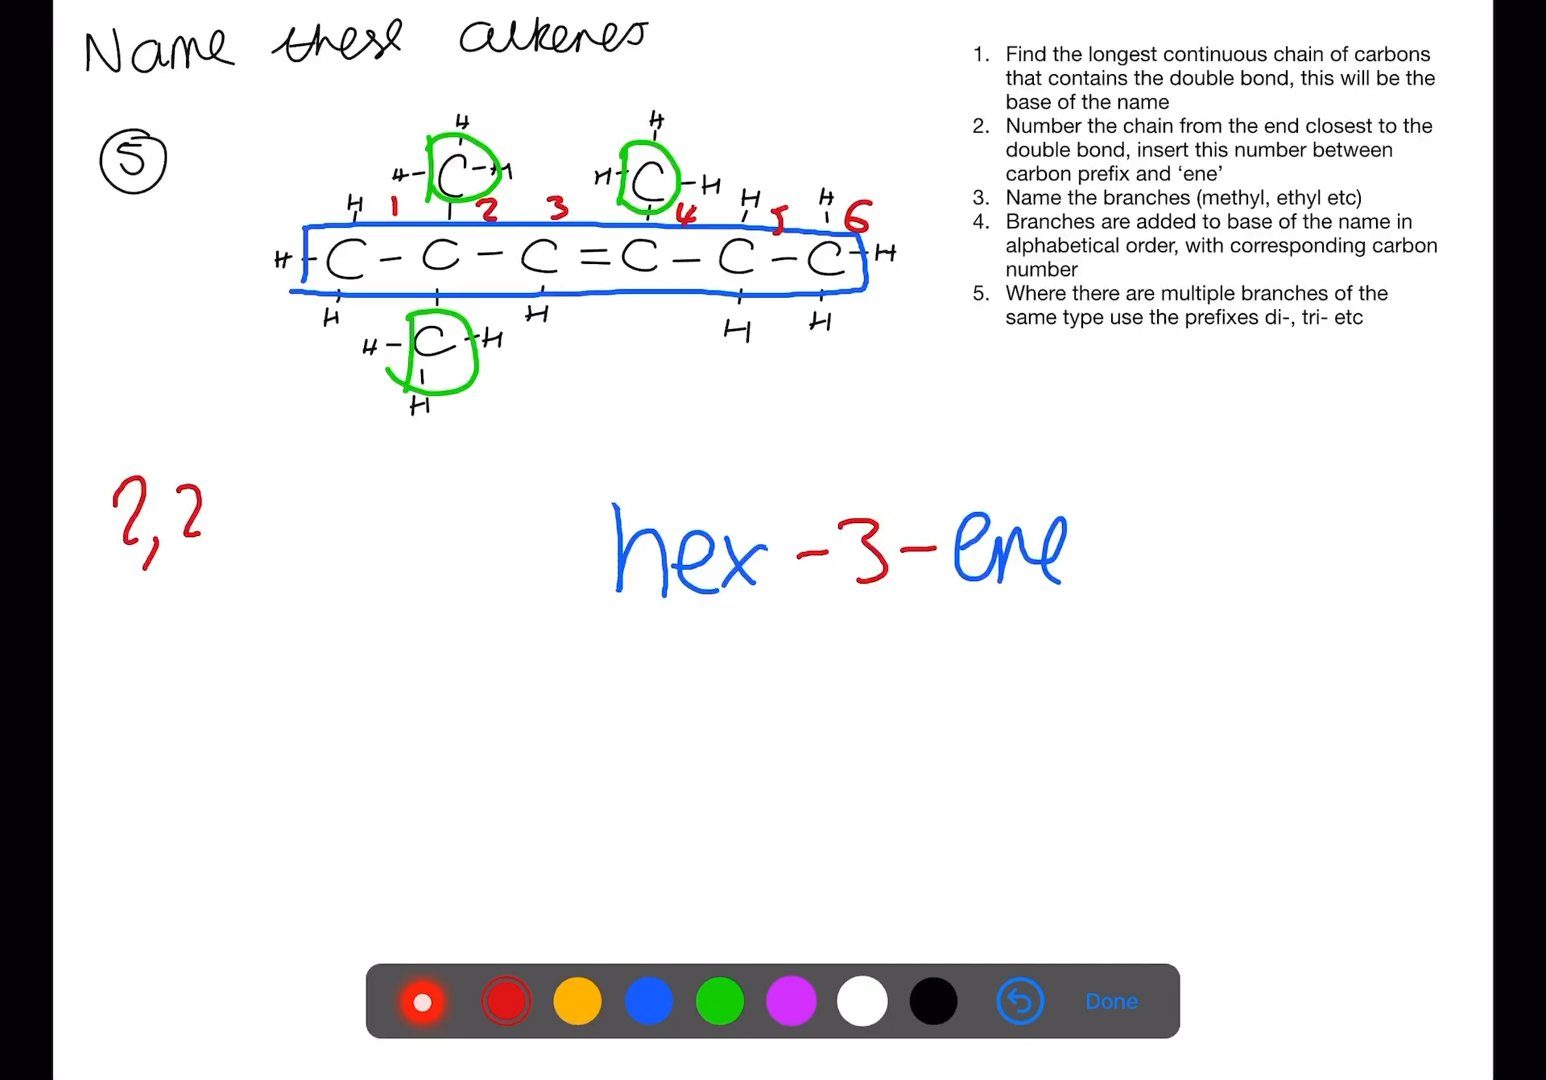 Name these alkenes
1. Find the longest continuous chain of carbons
that contains the double bond, this will be the
base of the name
2. Number the chain from the end closest to the
double bond, insert this number between
carbon prefix and ‘ene’
3. Name the branches (methyl, ethyl etc)
4. Branches are added to base of the name in
alphabetical order, with corresponding carbon
number
5. Where there are multiple branches of the
same type use the prefixes di-, tri- etc
5
H H
H-C-H H-C-H
H 1 2 3 4 H 5 H 6
H-C-C-C=C-C-C-H
H H H H
H-C-H
H
2,2 hex-3-ene
Done